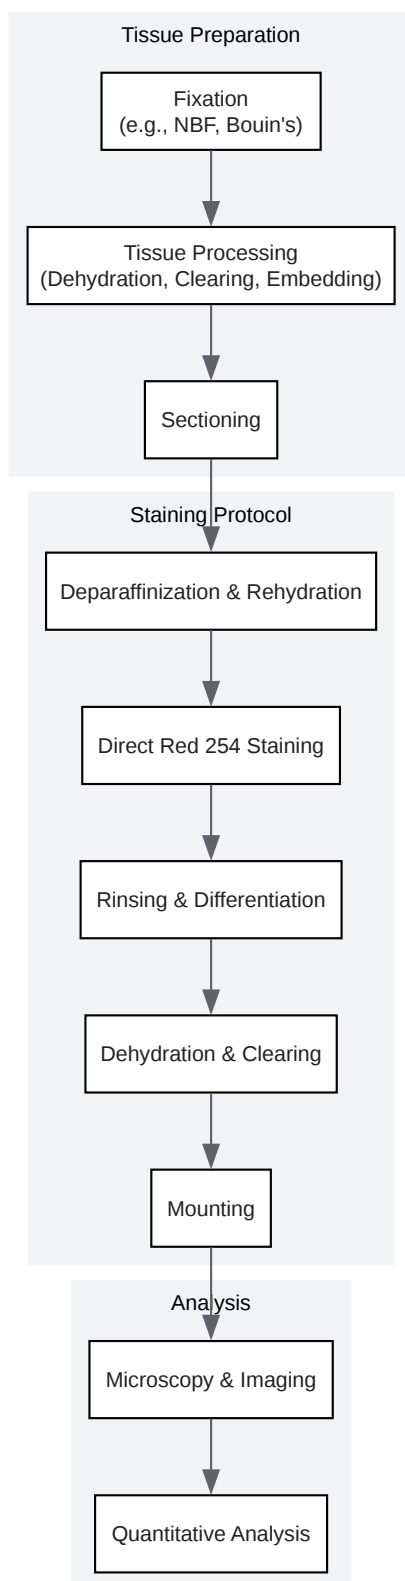 Tissue Preparation
Fixation
(e.g., NBF, Bouin's)
Tissue Processing
(Dehydration, Clearing, Embedding)
Sectioning
Staining Protocol
Deparaffinization & Rehydration
Direct Red 254 Staining
Rinsing & Differentiation
Dehydration & Clearing
Mounting
Analysis
Microscopy & Imaging
Quantitative Analysis